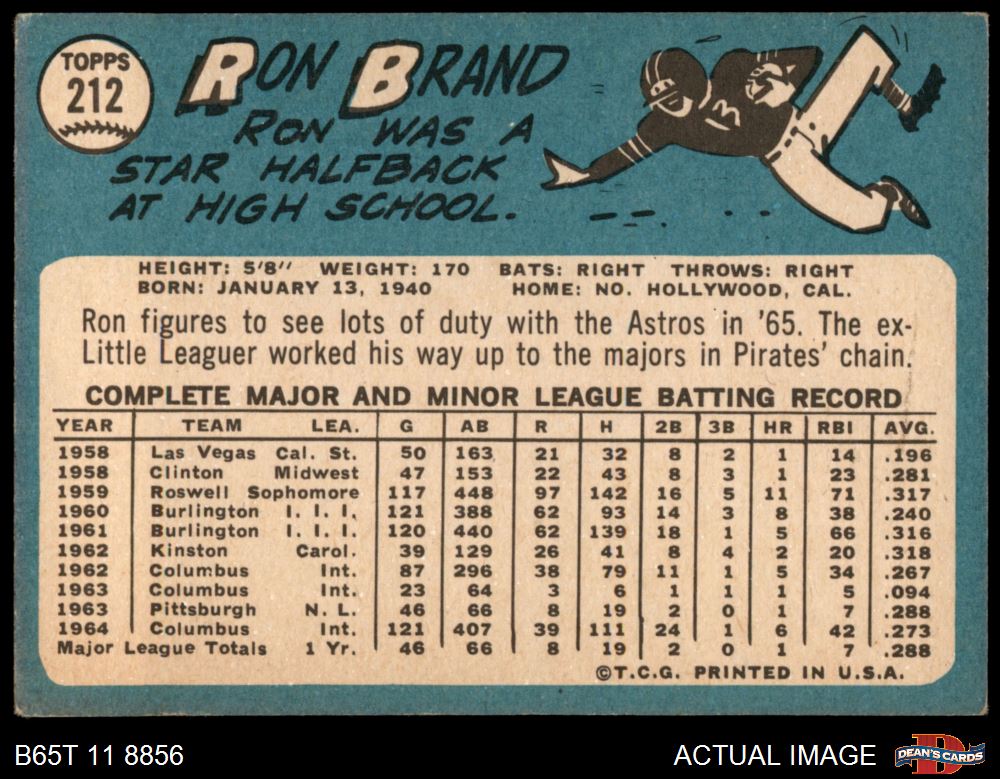 TOPPS
212
RON BRAND
RON WAS A
STAR HALFBACK
AT HIGH SCHOOL.
3
HEIGHT: 5'8" WEIGHT: 170 BATS: RIGHT THROWS: RIGHT
BORN: JANUARY 13, 1940 HOME: NO. HOLLYWOOD, CAL.
Ron figures to see lots of duty with the Astros in '65. The ex-
Little Leaguer worked his way up to the majors in Pirates' chain.
COMPLETE MAJOR AND MINOR LEAGUE BATTING RECORD
YEAR TEAM LEA. G AB R H 2B 3B HR RBI AVG.
1958 Las Vegas Cal. St. 50 163 21 32 8 2 1 14 .196
1958 Clinton Midwest 47 153 22 43 8 3 1 23 .281
1959 Roswell Sophomore 117 448 97 142 16 5 11 71 .317
1960 Burlington I. I. I. 121 388 62 93 14 3 8 38 .240
1961 Burlington I. I. I. 120 440 62 139 18 1 5 66 .316
1962 Kinston Carol. 39 129 26 41 8 4 2 20 .318
1962 Columbus Int. 87 296 38 79 11 1 5 34 .267
1963 Columbus Int. 23 64 3 6 1 1 1 5 .094
1963 Pittsburgh N. L. 46 66 8 19 2 0 1 7 .288
1964 Columbus Int. 121 407 39 111 24 1 6 42 .273
Major League Totals 1 Yr. 46 66 8 19 2 0 1 7 .288
©T.C.G. PRINTED IN U.S.A.
B65T 11 8856
ACTUAL IMAGE
DEAN'S CARDS